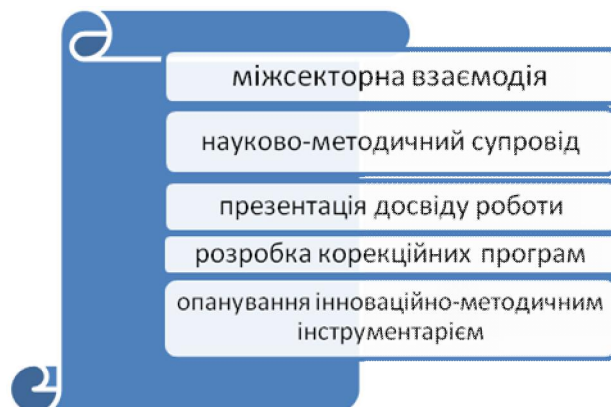 міжсекторна взаємодія
науково-методичний супровід
презентація досвіду роботи
розробка корекційних програм
опанування інноваційно-методичним
інструментарієм